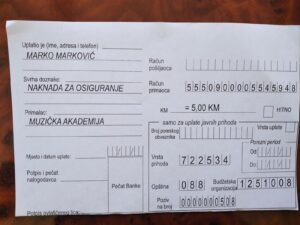 Uplatio je (ime, adresa i telefon)
MARKO MARKOVIĆ
Svrha doznake:
NAKNADA ZA OSIGURANJE
Primalac:
MUZIČKA AKADEMIJA
Mjesto i datum uplate:
Potpis i pečat
nalogodavca
Pečat Banke
Potpis ovlašćenog lica
Račun
pošiljaoca
Račun
primaoca
5550900005545948
KM
= 5,00 KM
HITNO
samo za uplate javnih prihoda
Broj poreskog
obveznika
Vrsta uplate
Vrsta
prihoda
722534
Porezni period
Od
Do
Opština
088
Budžetska
organizacija
1251008
Poziv
na broj
0000000508